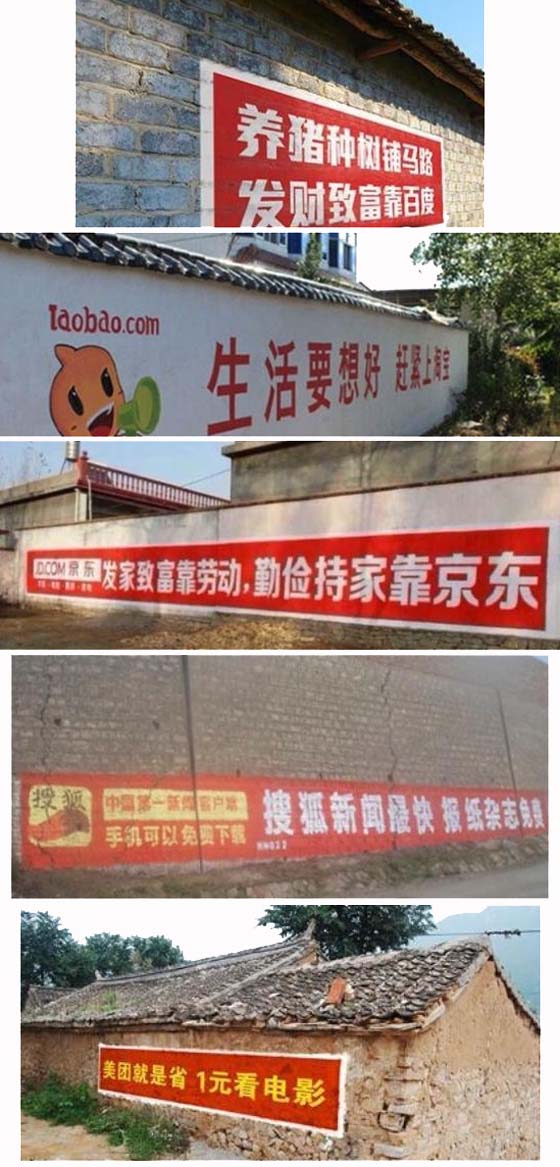 养猪种树铺马路
发财致富靠百度
taobao.com
生活要想好 赶紧上淘宝
JD.COM 京东 发家致富靠劳动,勤俭持家靠京东
搜狐
中国第一新闻客户端
手机可以免费下载
搜狐新闻最快 报纸杂志免费
美团就是省 1元看电影